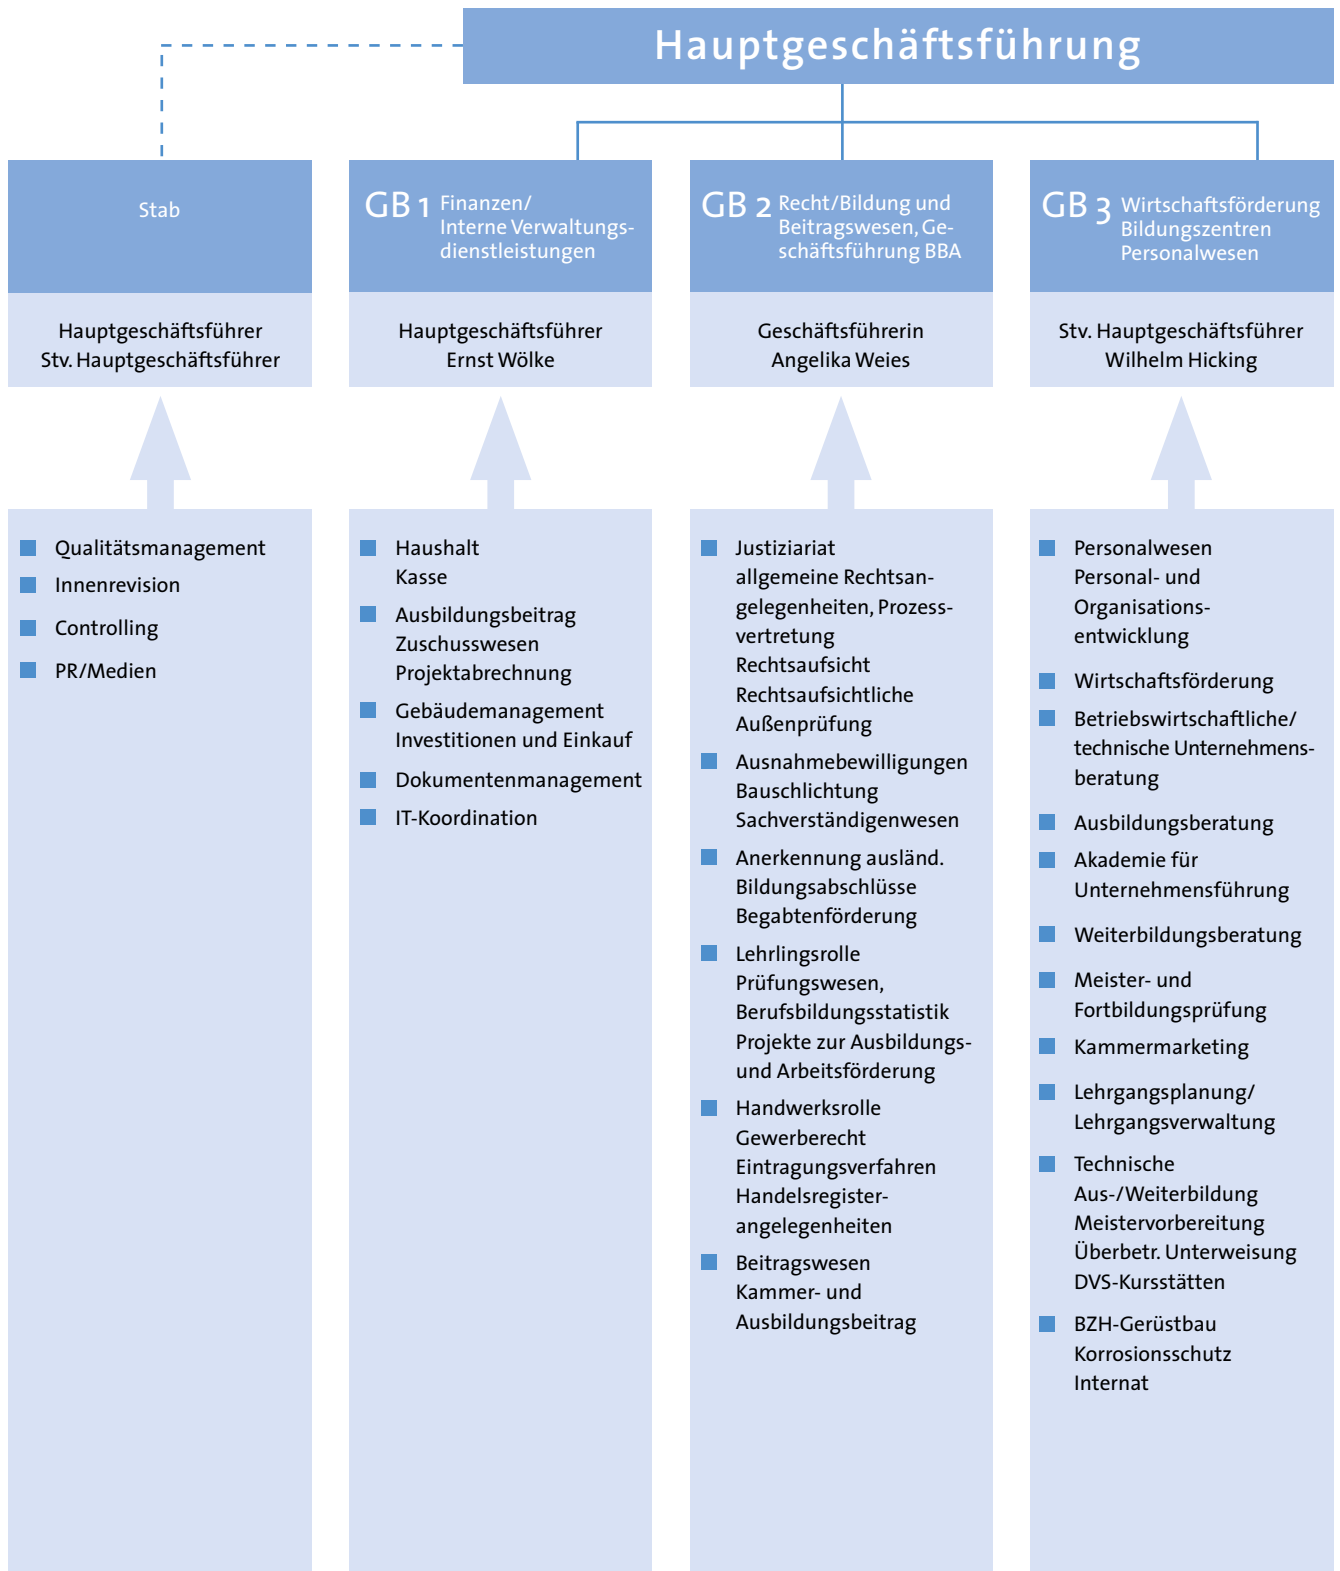 Hauptgeschäftsführung
Stab
Hauptgeschäftsführer
Stv. Hauptgeschäftsführer
Qualitätsmanagement
Innenrevision
Controlling
PR/Medien
GB 1 Finanzen/
Interne Verwaltungs-
dienstleistungen
Hauptgeschäftsführer
Ernst Wölke
Haushalt
Kasse
Ausbildungsbeitrag
Zuschusswesen
Projektabrechnung
Gebäudemanagement
Investitionen und Einkauf
Dokumentenmanagement
IT-Koordination
GB 2 Recht/Bildung und
Beitragswesen, Ge-
schäftsführung BBA
Geschäftsführerin
Angelika Weies
Justiziariat
allgemeine Rechtsan-
gelegenheiten, Prozess-
vertretung
Rechtsaufsicht
Rechtsaufsichtliche
Außenprüfung
Ausnahmebewilligungen
Bauschlichtung
Sachverständigenwesen
Anerkennung ausländ.
Bildungsabschlüsse
Begabtenförderung
Lehrlingsrolle
Prüfungswesen,
Berufsbildungsstatistik
Projekte zur Ausbildungs-
und Arbeitsförderung
Handwerksrolle
Gewerberecht
Eintragungsverfahren
Handelsregister-
angelegenheiten
Beitragswesen
Kammer- und
Ausbildungsbeitrag
GB 3 Wirtschaftsförderung
Bildungszentren
Personalwesen
Stv. Hauptgeschäftsführer
Wilhelm Hicking
Personalwesen
Personal- und
Organisations-
entwicklung
Wirtschaftsförderung
Betriebswirtschaftliche/
technische Unternehmens-
beratung
Ausbildungsberatung
Akademie für
Unternehmensführung
Weiterbildungsberatung
Meister- und
Fortbildungsprüfung
Kammermarketing
Lehrgangsplanung/
Lehrgangsverwaltung
Technische
Aus-/Weiterbildung
Meistervorbereitung
Überbetr. Unterweisung
DVS-Kursstätten
BZH-Gerüstbau
Korrosionsschutz
Internat